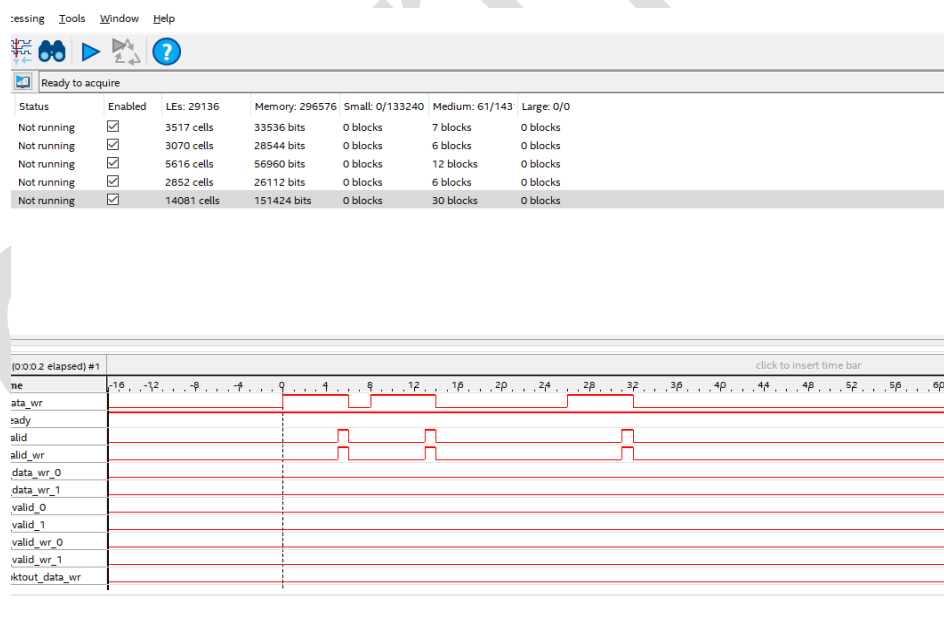 cessing Tools Window Help
?
Ready to acquire
Status Enabled LEs: 29136 Memory: 296576 Small: 0/133240 Medium: 61/143 Large: 0/0
Not running 3517 cells 33536 bits 0 blocks 7 blocks 0 blocks
Not running 3070 cells 28544 bits 0 blocks 6 blocks 0 blocks
Not running 5616 cells 56960 bits 0 blocks 12 blocks 0 blocks
Not running 2852 cells 26112 bits 0 blocks 6 blocks 0 blocks
Not running 14081 cells 151424 bits 0 blocks 30 blocks 0 blocks
(0:0:0.2 elapsed) #1 click to insert time bar
me -16 -12 -8 -4 0 4 8 12 16 20 24 28 32 36 40 44 48 52 56 60
ata_wr
eady
alid
alid_wr
data_wr_0
data_wr_1
valid_0
valid_1
valid_wr_0
valid_wr_1
oktout_data_wr